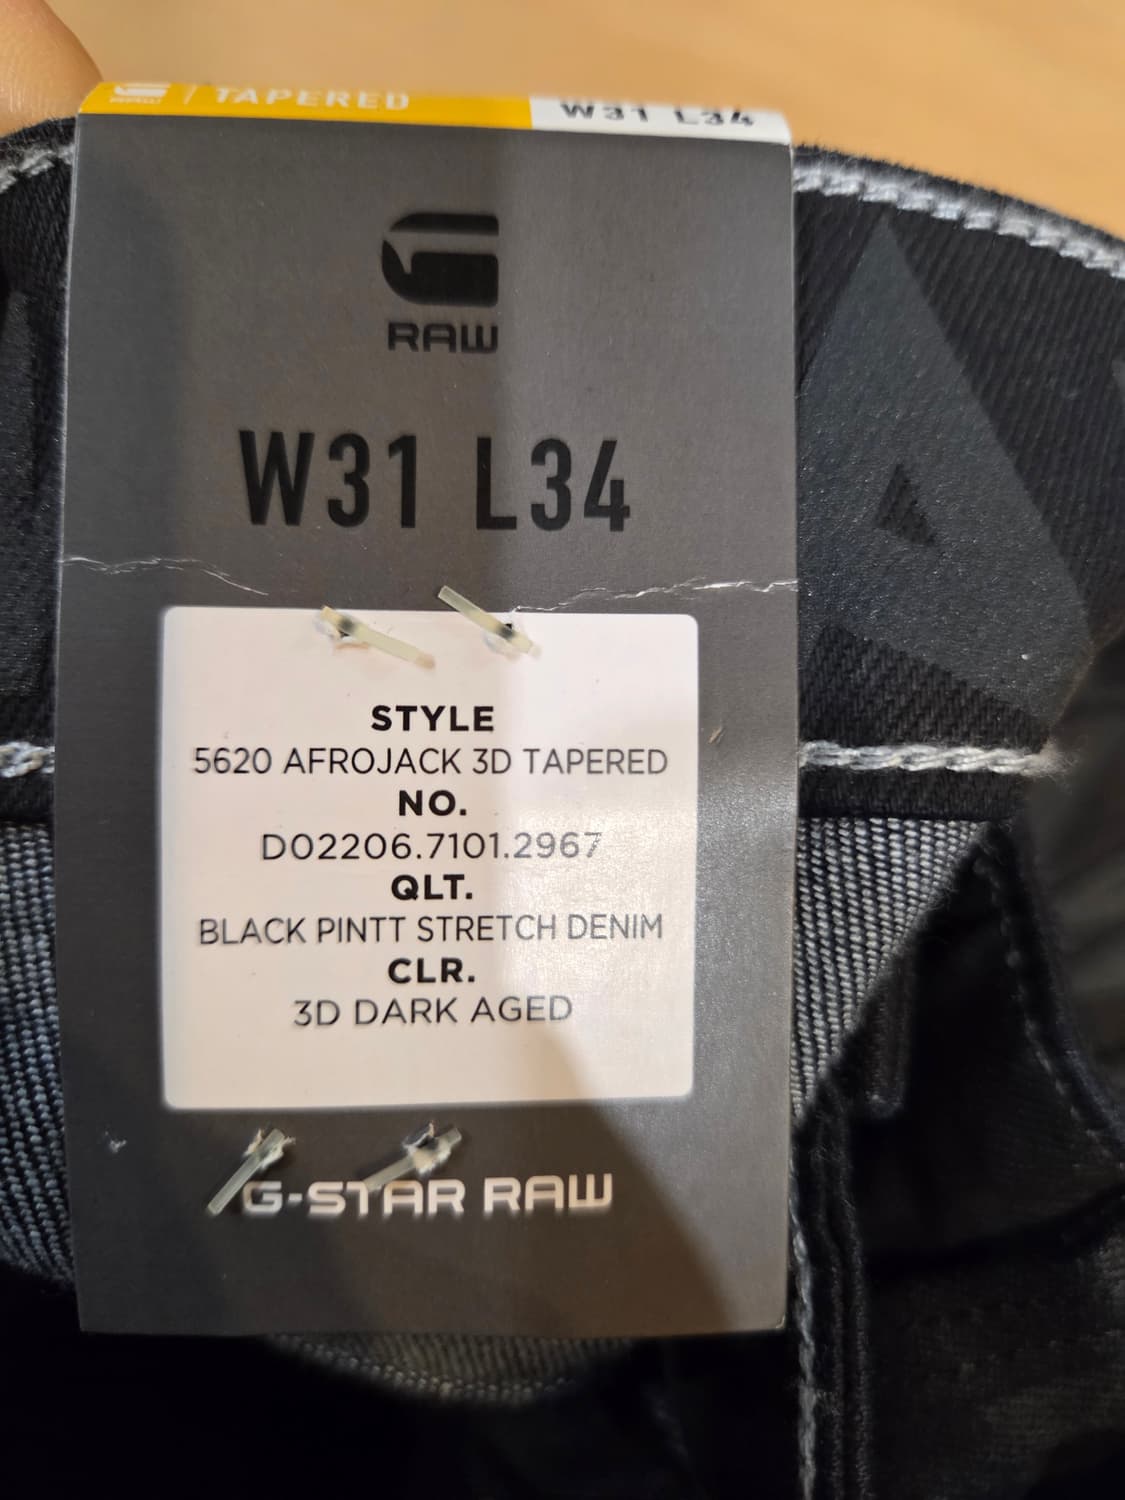 TAPERED W31 L34
RAW
W31 L34
STYLE
5620 AFROJACK 3D TAPERED
NO.
D02206.7101.2967
QLT.
BLACK PINTT STRETCH DENIM
CLR.
3D DARK AGED
G-STAR RAW